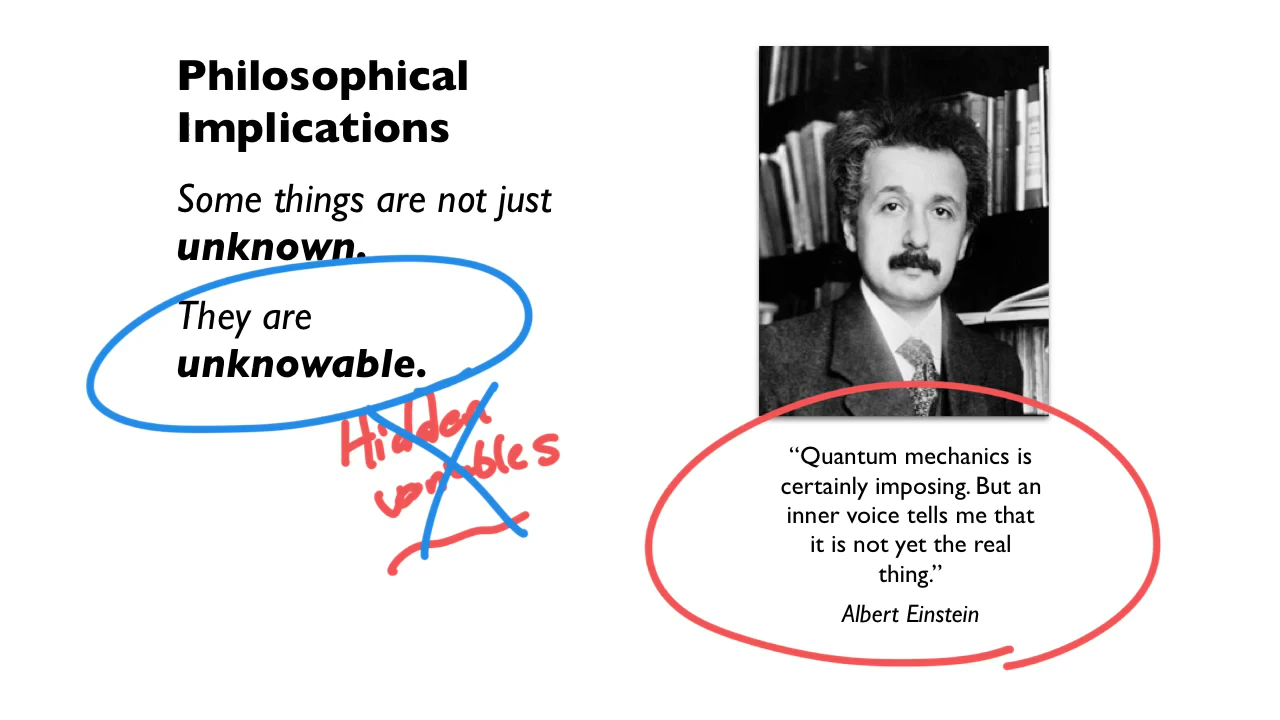 Philosophical
Implications
Some things are not just
unknown.
They are
unknowable.
Hidden
variables
“Quantum mechanics is
certainly imposing. But an
inner voice tells me that
it is not yet the real
thing.”
Albert Einstein